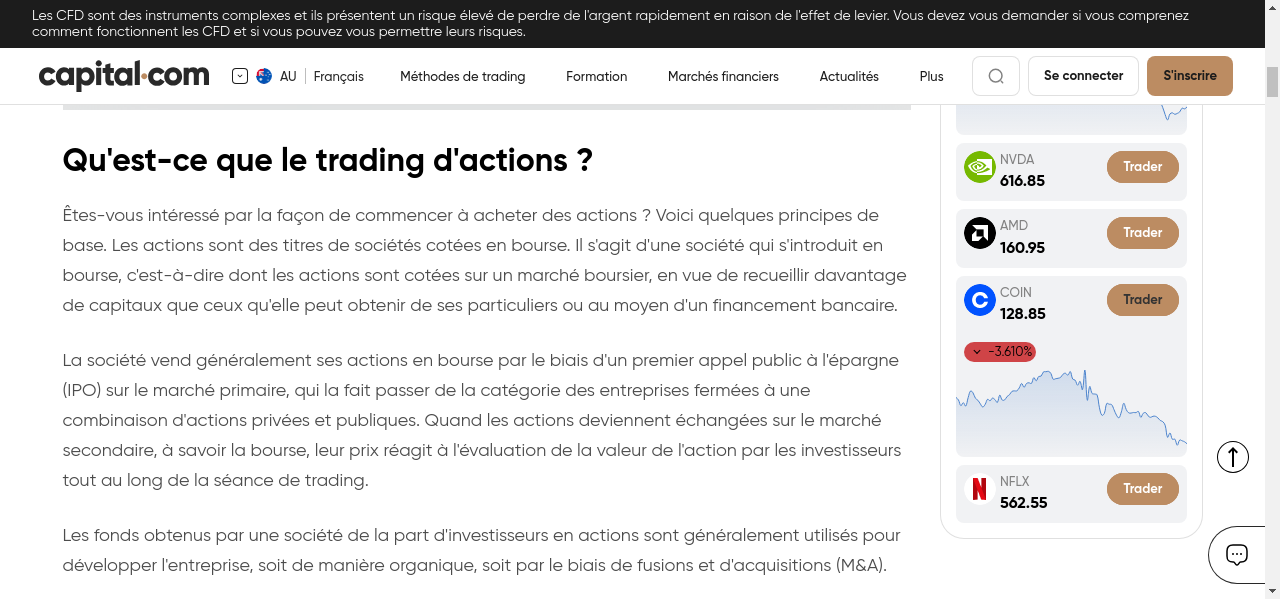 Les CFD sont des instruments complexes et ils présentent un risque élevé de perdre de l'argent rapidement en raison de l'effet de levier. Vous devez vous demander si vous comprenez
comment fonctionnent les CFD et si vous pouvez vous permettre leurs risques.
capital.com
AU
Français
Méthodes de trading
Formation
Marchés financiers
Actualités
Plus
Se connecter
S'inscrire
Qu'est-ce que le trading d'actions ?
Êtes-vous intéressé par la façon de commencer à acheter des actions ? Voici quelques principes de
base. Les actions sont des titres de sociétés cotées en bourse. Il s'agit d'une société qui s'introduit en
bourse, c'est-à-dire dont les actions sont cotées sur un marché boursier, en vue de recueillir davantage
de capitaux que ceux qu'elle peut obtenir de ses particuliers ou au moyen d'un financement bancaire.
La société vend généralement ses actions en bourse par le biais d'un premier appel public à l'épargne
(IPO) sur le marché primaire, qui la fait passer de la catégorie des entreprises fermées à une
combinaison d'actions privées et publiques. Quand les actions deviennent échangées sur le marché
secondaire, à savoir la bourse, leur prix réagit à l'évaluation de la valeur de l'action par les investisseurs
tout au long de la séance de trading.
Les fonds obtenus par une société de la part d'investisseurs en actions sont généralement utilisés pour
développer l'entreprise, soit de manière organique, soit par le biais de fusions et d'acquisitions (M&A).
NVDA
616.85
Trader
AMD
160.95
Trader
COIN
128.85
Trader
-3.610%
NFLX
562.55
Trader